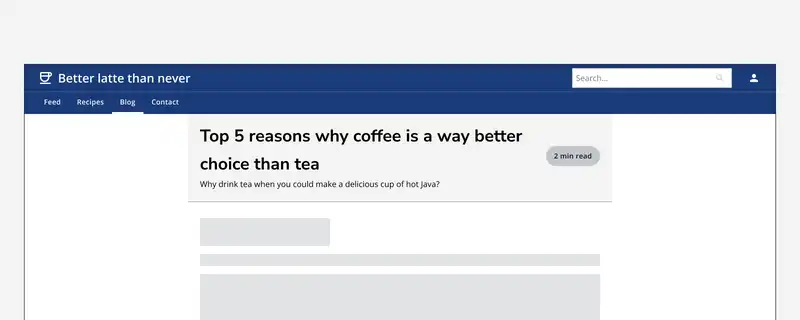 Better latte than never
Search...
Feed
Recipes
Blog
Contact
Top 5 reasons why coffee is a way better
choice than tea
2 min read
Why drink tea when you could make a delicious cup of hot Java?